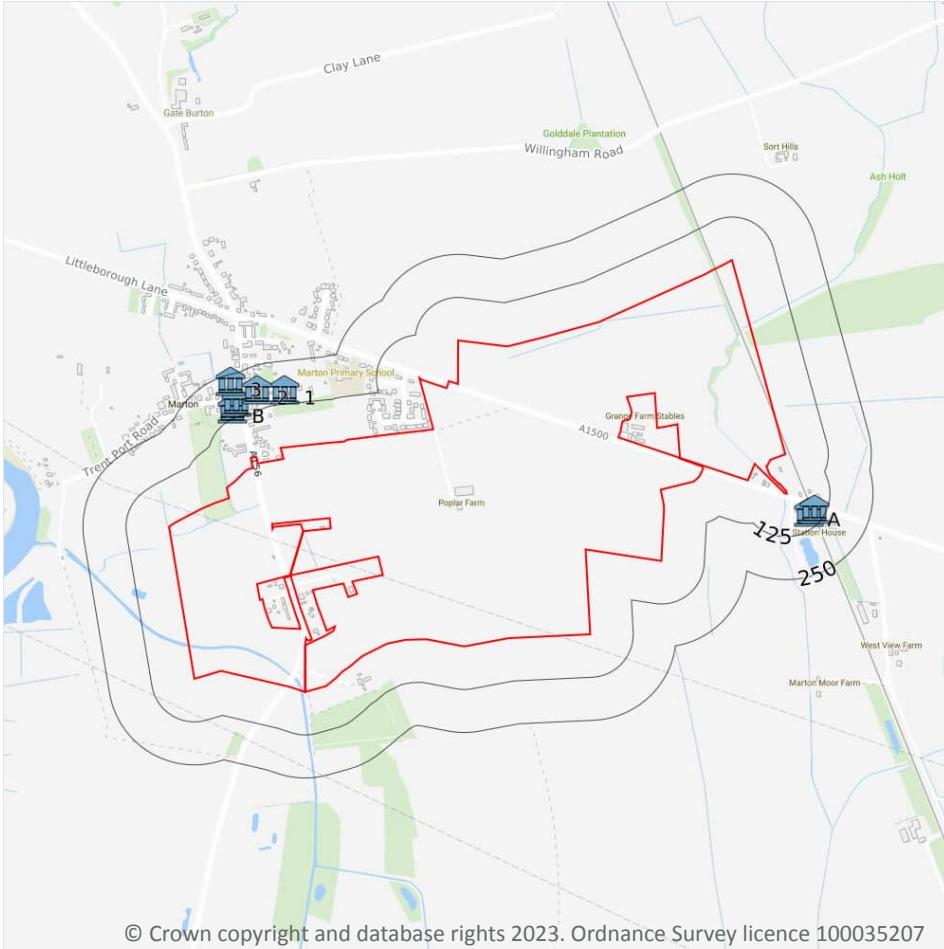 Clay Lane
Gate Burton
Golddale Plantation
Willingham Road
Sort Hills
Ash Holt
Littleborough Lane
Marton Primary School
3 2 1
Marton
B
Grange Farm Stables
A1500
Trent Port Road
Poplar Farm
A
125
Station House
250
West View Farm
Marton Moor Farm
© Crown copyright and database rights 2023. Ordnance Survey licence 100035207